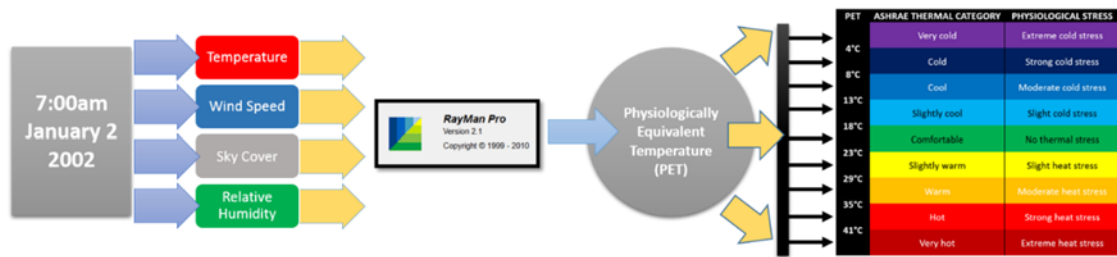 7:00am
January 2
2002
Temperature
Wind Speed
Sky Cover
Relative
Humidity
RayMan Pro
Version 2.1
Copyright © 1999 - 2010
Physiologically
Equivalent
Temperature
(PET)
PET ASHRAE THERMAL CATEGORY PHYSIOLOGICAL STRESS
Very cold Extreme cold stress
4°C
Cold Strong cold stress
8°C
Cool Moderate cold stress
13°C
Slightly cool Slight cold stress
18°C
Comfortable No thermal stress
23°C
Slightly warm Slight heat stress
29°C
Warm Moderate heat stress
35°C
Hot Strong heat stress
41°C
Very hot Extreme heat stress